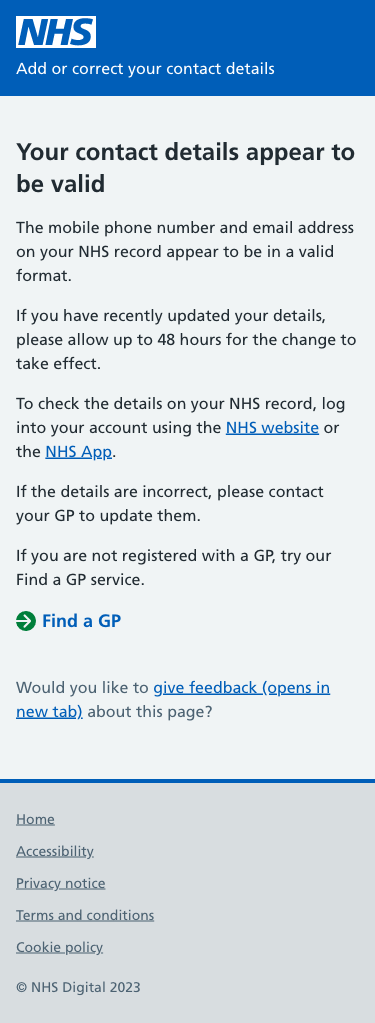 NHS
Add or correct your contact details
Your contact details appear to
be valid
The mobile phone number and email address
on your NHS record appear to be in a valid
format.
If you have recently updated your details,
please allow up to 48 hours for the change to
take effect.
To check the details on your NHS record, log
into your account using the NHS website or
the NHS App.
If the details are incorrect, please contact
your GP to update them.
If you are not registered with a GP, try our
Find a GP service.
Find a GP
Would you like to give feedback (opens in
new tab) about this page?
Home
Accessibility
Privacy notice
Terms and conditions
Cookie policy
© NHS Digital 2023